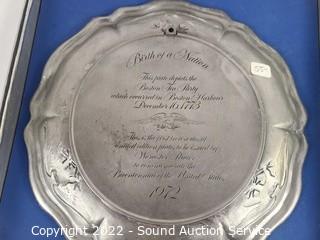 Birth of a Nation
This plate depicts the
Boston Tea Party
which occurred in Boston Harbour
December 16, 1773
This is the first in a series of
limited edition plates, to be issued by
to commemorate the
Bicentennial of the United States
1972
Copyright 2022 - Sound Auction Service